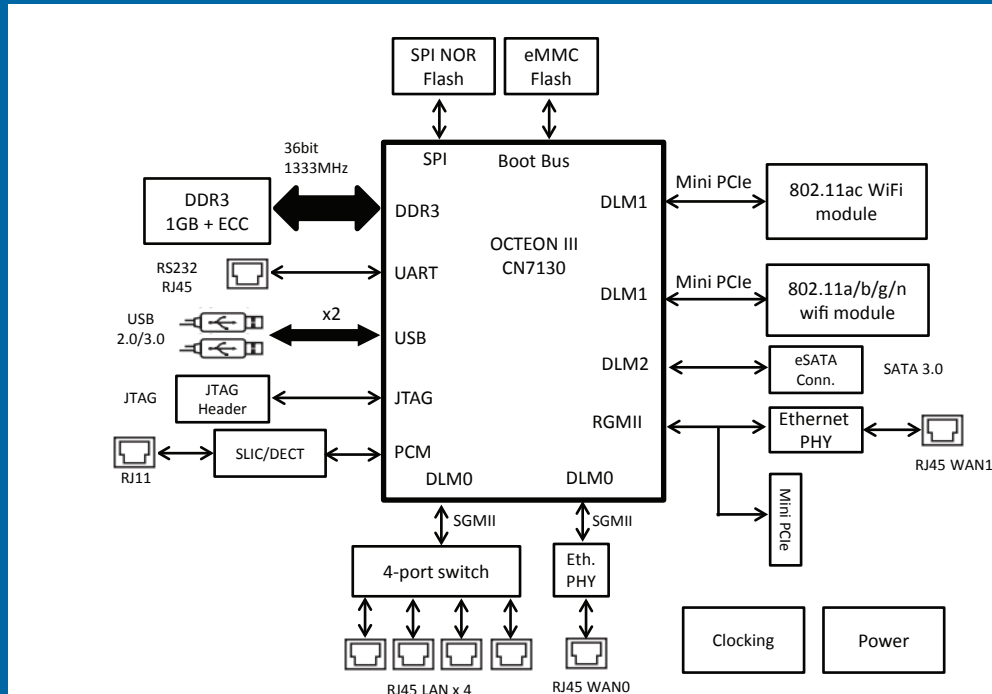 SPI NOR
Flash
eMMC
Flash
36bit
1333MHz
SPI
Boot Bus
DDR3
1GB + ECC
DDR3
OCTEON III
CN7130
DLM1
Mini PCIe
802.11ac WiFi
module
RS232
RJ45
UART
DLM1
Mini PCIe
802.11a/b/g/n
wifi module
USB
2.0/3.0
x2
USB
DLM2
eSATA
Conn.
SATA 3.0
JTAG
JTAG
Header
JTAG
RGMII
Ethernet
PHY
RJ45 WAN1
RJ11
SLIC/DECT
PCM
DLM0
DLM0
Mini PCIe
SGMII
SGMII
4-port switch
Eth.
PHY
Clocking
Power
RJ45 LAN x 4
RJ45 WAN0